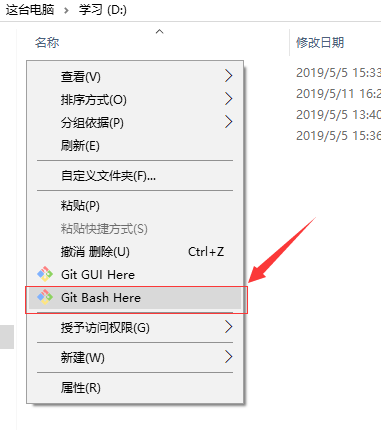 这台电脑 学习 (D:)
名称 修改日期
2019/5/5 15:33
2019/5/11 16:2
2019/5/5 13:40
2019/5/5 15:36
查看(V)
排序方式(O)
分组依据(P)
刷新(E)
自定义文件夹(F)...
粘贴(P)
粘贴快捷方式(S)
撤消 删除(U) Ctrl+Z
Git GUI Here
Git Bash Here
授予访问权限(G)
新建(W)
属性(R)